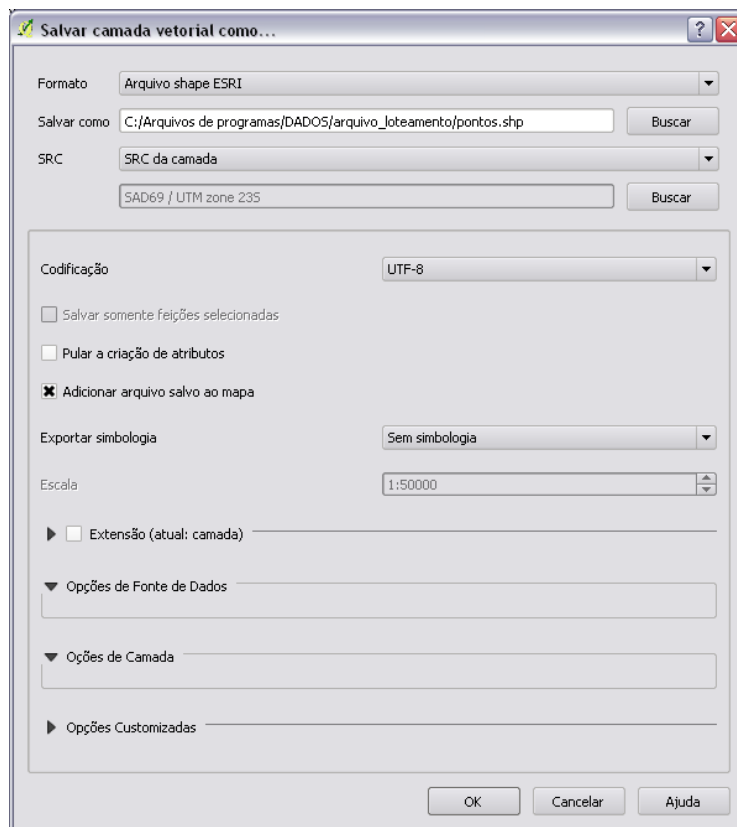 Salvar camada vetorial como...
Formato Arquivo shape ESRI
Salvar como C:/Arquivos de programas/DADOS/arquivo_loteamento/pontos.shp Buscar
SRC SRC da camada
SAD69 / UTM zone 23S Buscar
Codificação UTF-8
Salvar somente feições selecionadas
Pular a criação de atributos
Adicionar arquivo salvo ao mapa
Exportar simbologia Sem simbologia
Escala 1:50000
Extensão (atual: camada)
Opções de Fonte de Dados
Oções de Camada
Opções Customizadas
OK Cancelar Ajuda